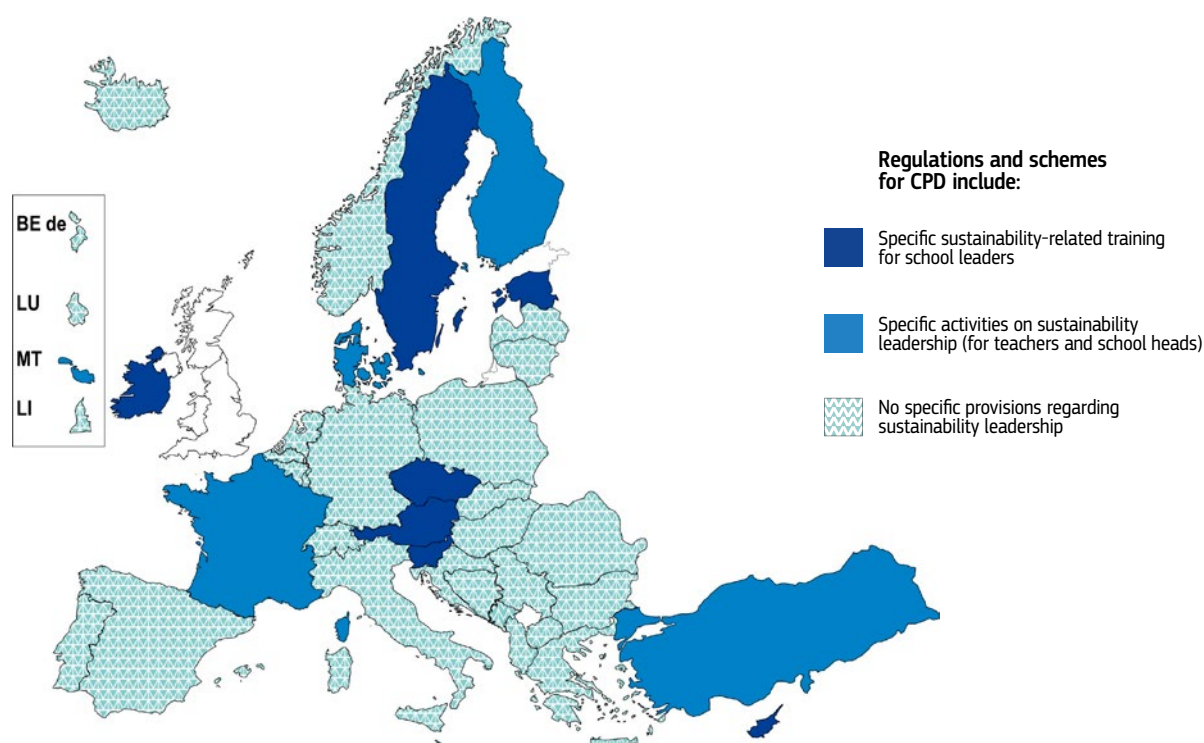 BE de
LU
MT
LI
Regulations and schemes
for CPD include:
Specific sustainability-related training
for school leaders
Specific activities on sustainability
leadership (for teachers and school heads)
No specific provisions regarding
sustainability leadership